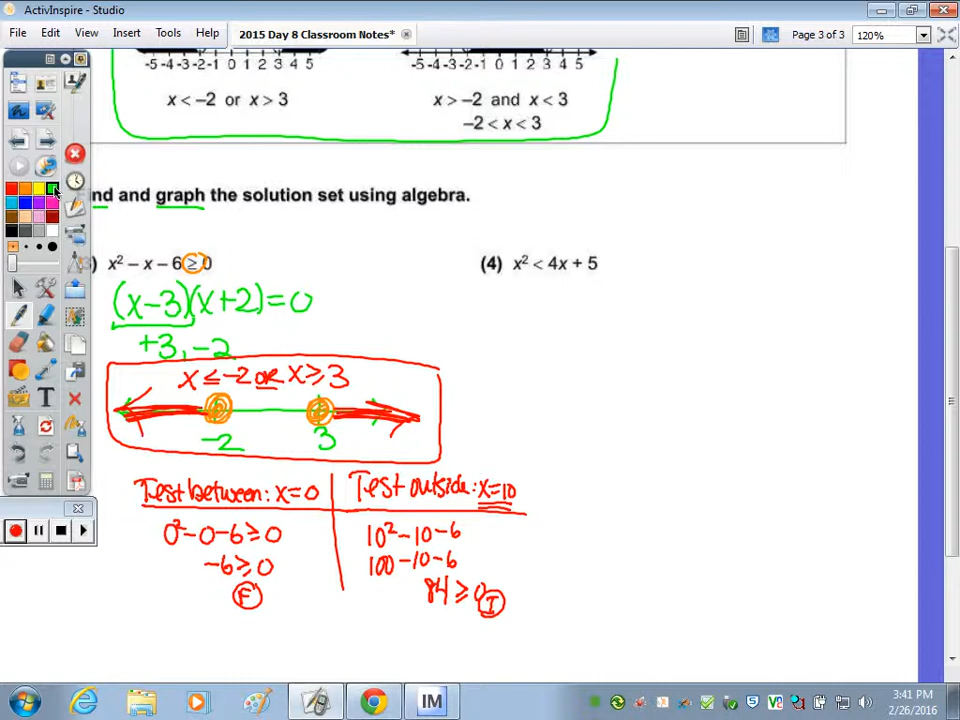 ActivInspire - Studio
File Edit View Insert Tools Help 2015 Day 8 Classroom Notes* Page 3 of 3 120%
-5 -4 -3 -2 -1 0 1 2 3 4 5 -5 -4 -3 -2 -1 0 1 2 3 4 5
x < −2 or x > 3 x > −2 and x < 3
−2 < x < 3
and graph the solution set using algebra.
x² − x − 6 ≥ 0 (4) x² < 4x + 5
(x−3)(x+2)=0
+3, −2
x ≤ −2 OR x ≥ 3
−2 3
Test between: x=0 Test outside: x=10
0²−0−6≥0 10²−10−6
−6≥0 100−10−6
F 84≥0 T
IM
3:41 PM
2/26/2016